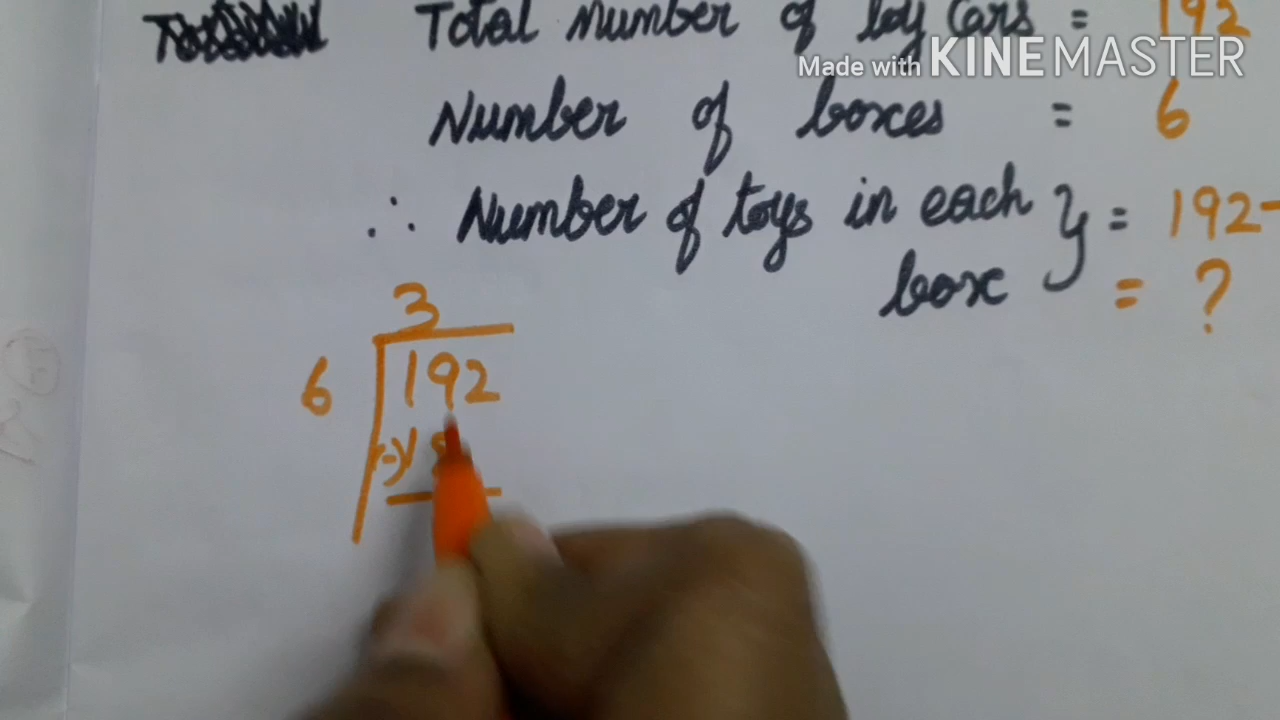 Total Number of toy Cars = 192
Made with KINEMASTER
Number of boxes = 6
∴ Number of toys in each } = 192-
box = ?
3
6 192
(-) 18